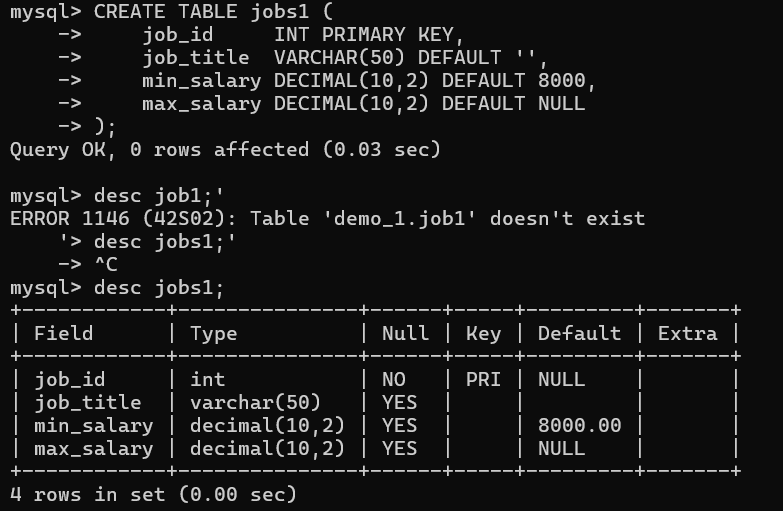 mysql> CREATE TABLE jobs1 (
    ->     job_id     INT PRIMARY KEY,
    ->     job_title  VARCHAR(50) DEFAULT '',
    ->     min_salary DECIMAL(10,2) DEFAULT 8000,
    ->     max_salary DECIMAL(10,2) DEFAULT NULL
    -> );
Query OK, 0 rows affected (0.03 sec)

mysql> desc job1;'
ERROR 1146 (42S02): Table 'demo_1.job1' doesn't exist
    '> desc jobs1;'
    -> ^C
mysql> desc jobs1;
+------------+---------------+------+-----+---------+-------+
| Field      | Type          | Null | Key | Default | Extra |
+------------+---------------+------+-----+---------+-------+
| job_id     | int           | NO   | PRI | NULL    |       |
| job_title  | varchar(50)   | YES  |     |         |       |
| min_salary | decimal(10,2) | YES  |     | 8000.00 |       |
| max_salary | decimal(10,2) | YES  |     | NULL    |       |
+------------+---------------+------+-----+---------+-------+
4 rows in set (0.00 sec)